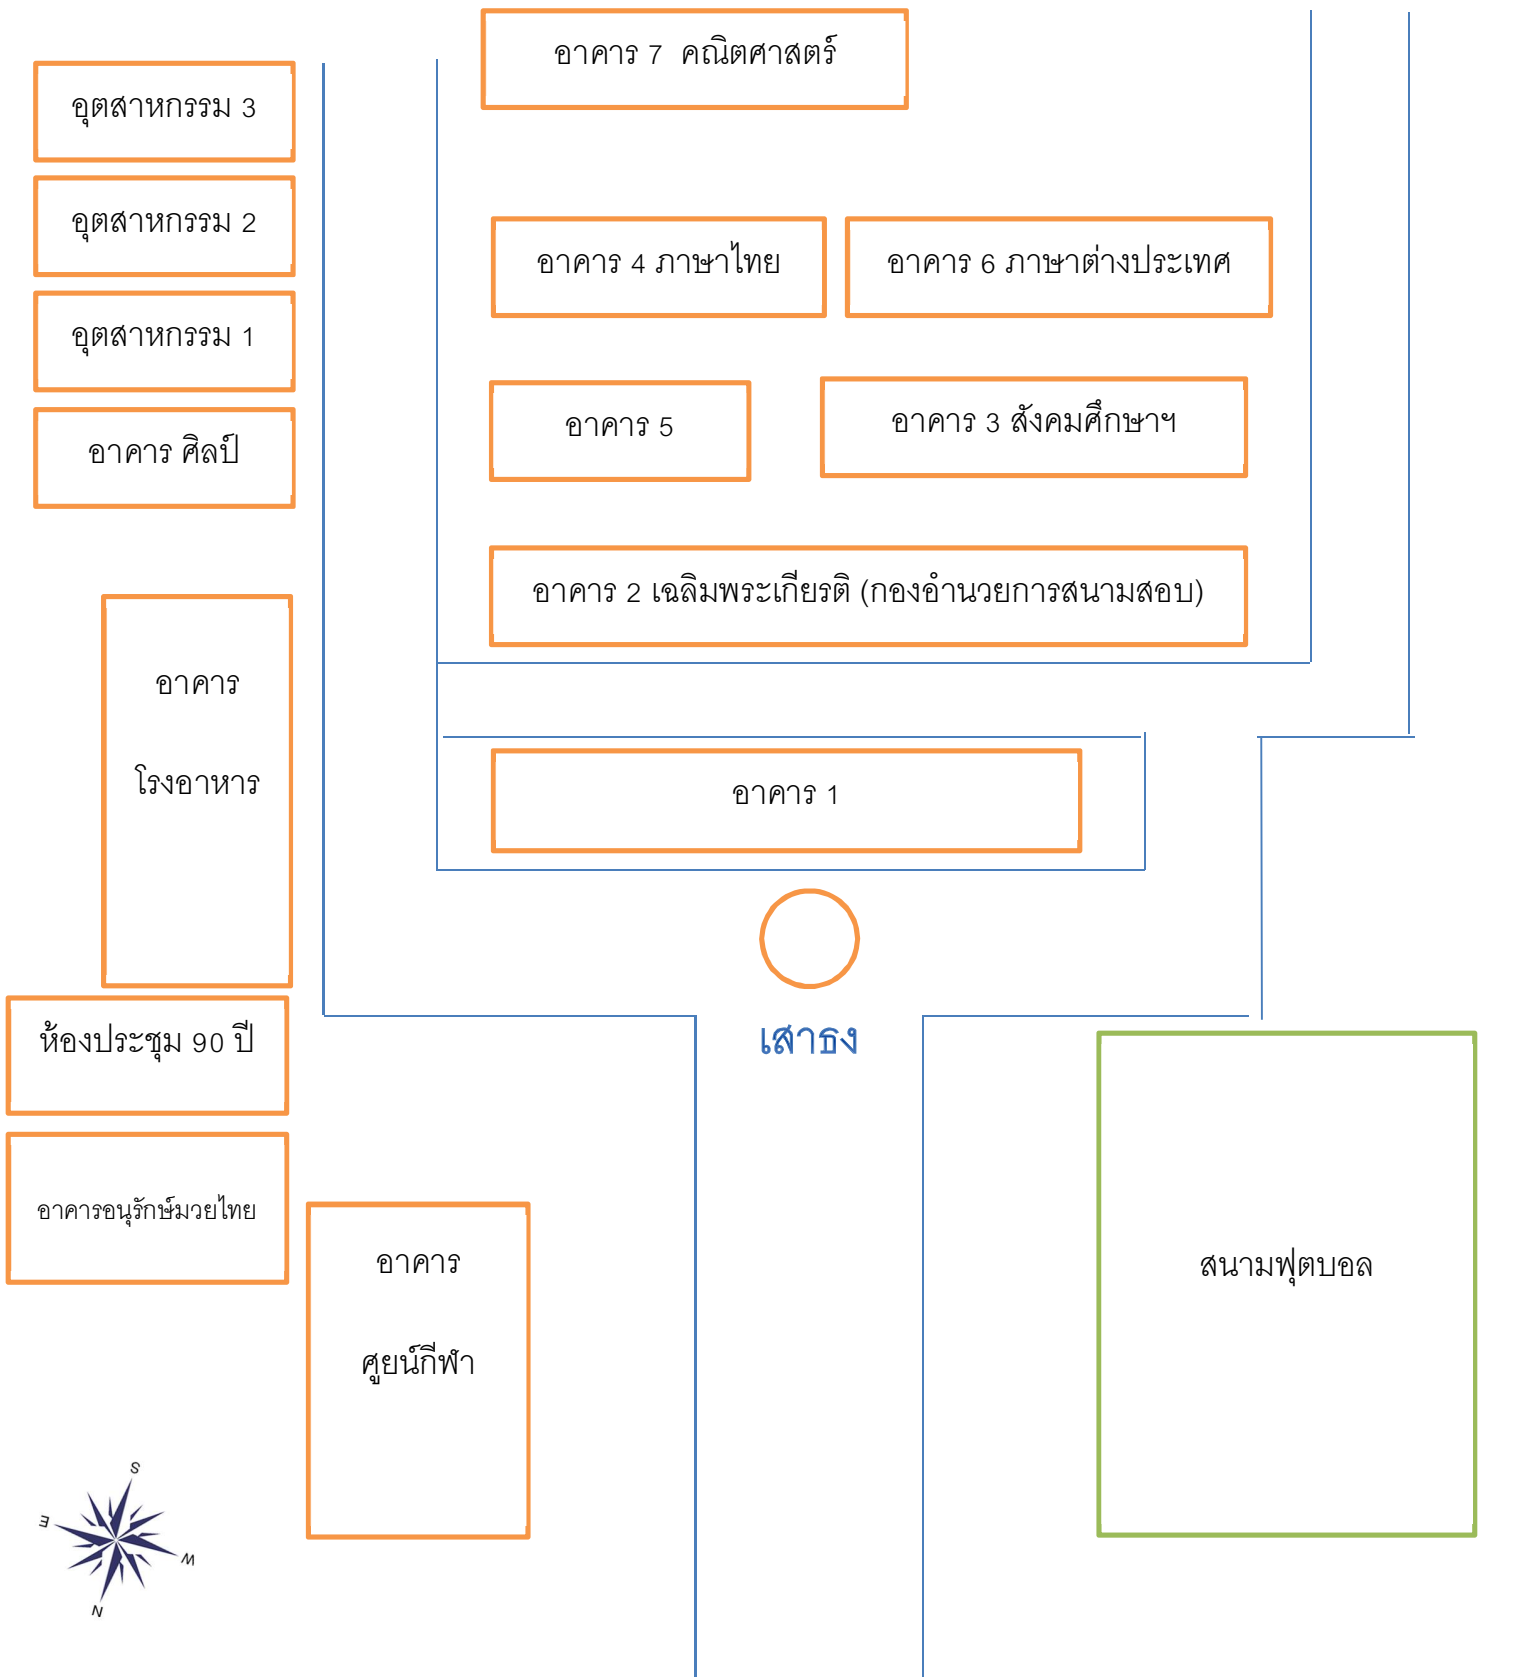 อาคาร 7 คณิตศาสตร์
อุตสาหกรรม 3
อุตสาหกรรม 2
อาคาร 4 ภาษาไทย
อาคาร 6 ภาษาต่างประเทศ
อุตสาหกรรม 1
อาคาร ศิลป์
อาคาร 5
อาคาร 3 สังคมศึกษาฯ
อาคาร 2 เฉลิมพระเกียรติ (กองอำนวยการสนามสอบ)
อาคาร
โรงอาหาร
อาคาร 1
เสาธง
ห้องประชุม 90 ปี
อาคารอนุรักษ์มวยไทย
อาคาร
ศูยน์กีฬา
สนามฟุตบอล
S
E
W
N